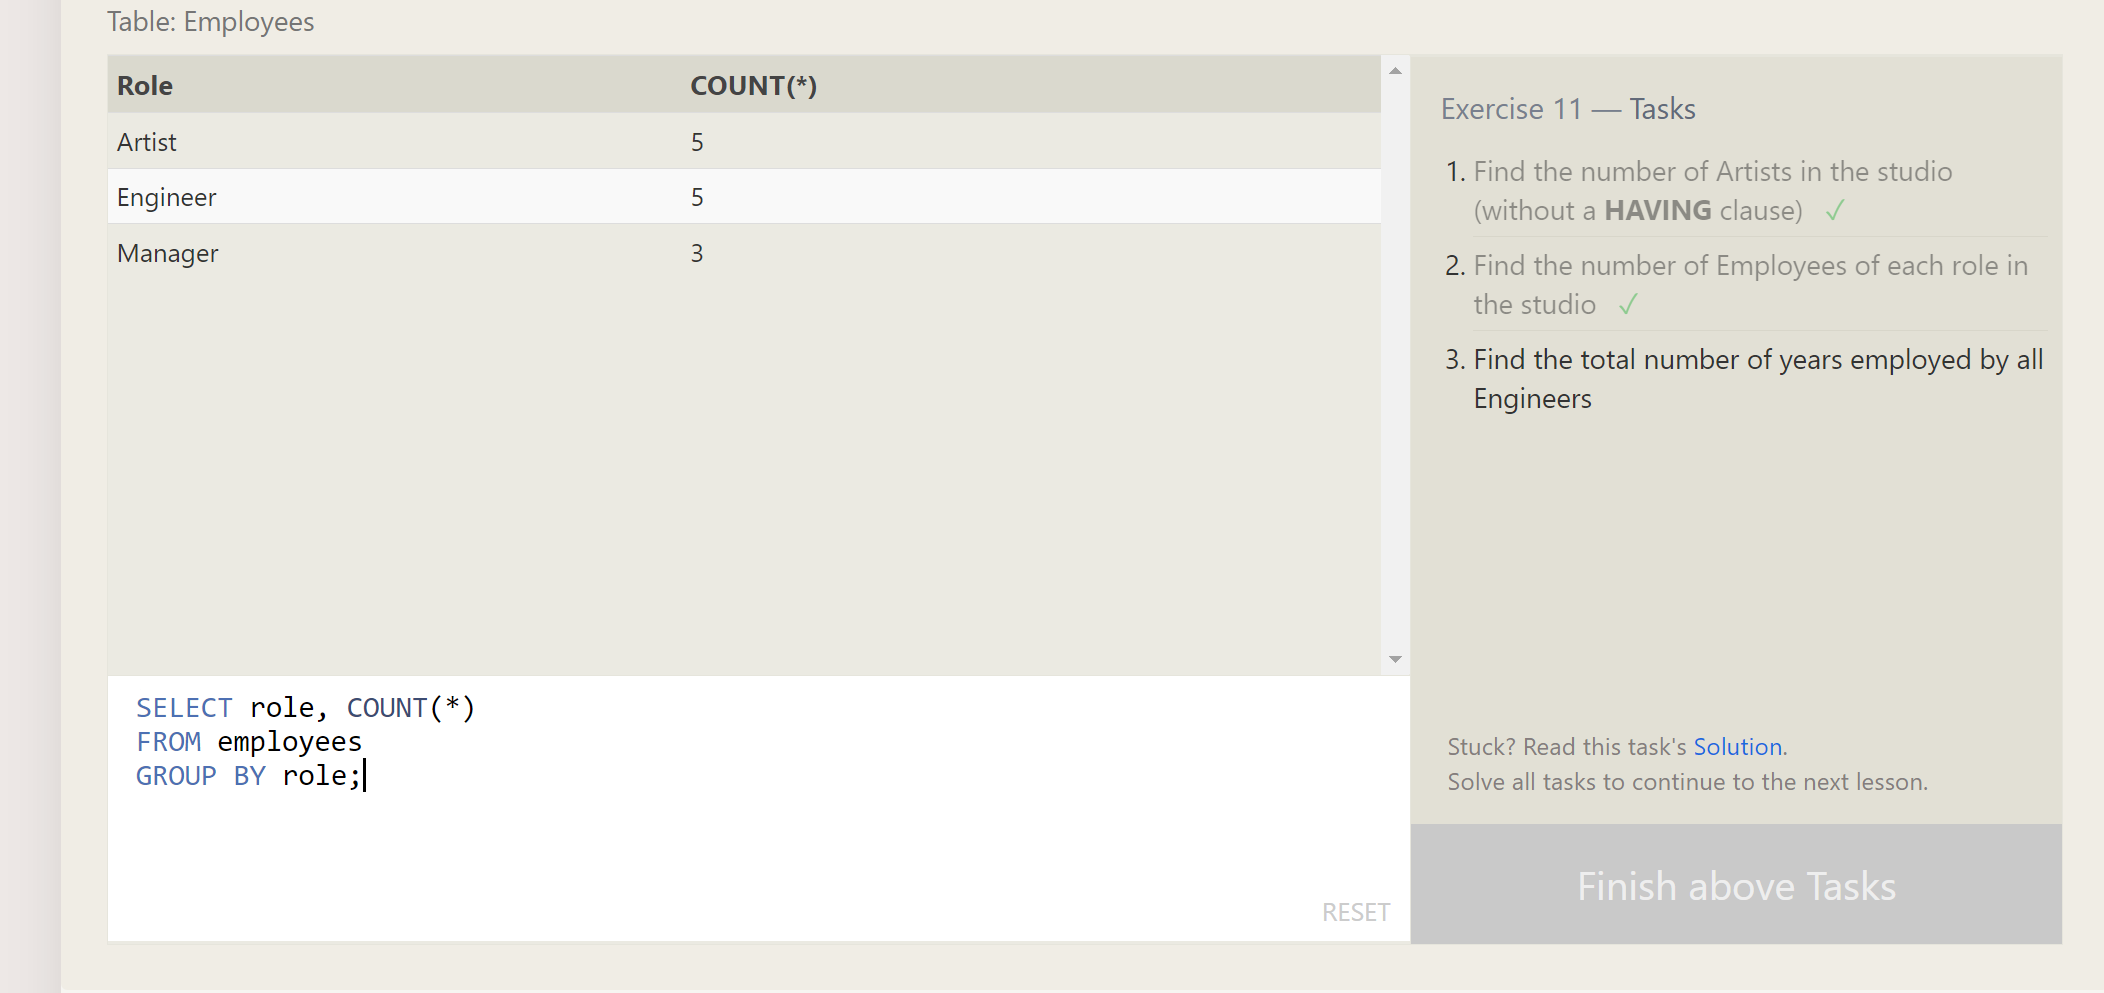 Table: Employees
Role COUNT(*)
Artist 5
Engineer 5
Manager 3
SELECT role, COUNT(*)
FROM employees
GROUP BY role;
RESET
Exercise 11 — Tasks
1. Find the number of Artists in the studio
(without a HAVING clause) ✓
2. Find the number of Employees of each role in
the studio ✓
3. Find the total number of years employed by all
Engineers
Stuck? Read this task's Solution.
Solve all tasks to continue to the next lesson.
Finish above Tasks